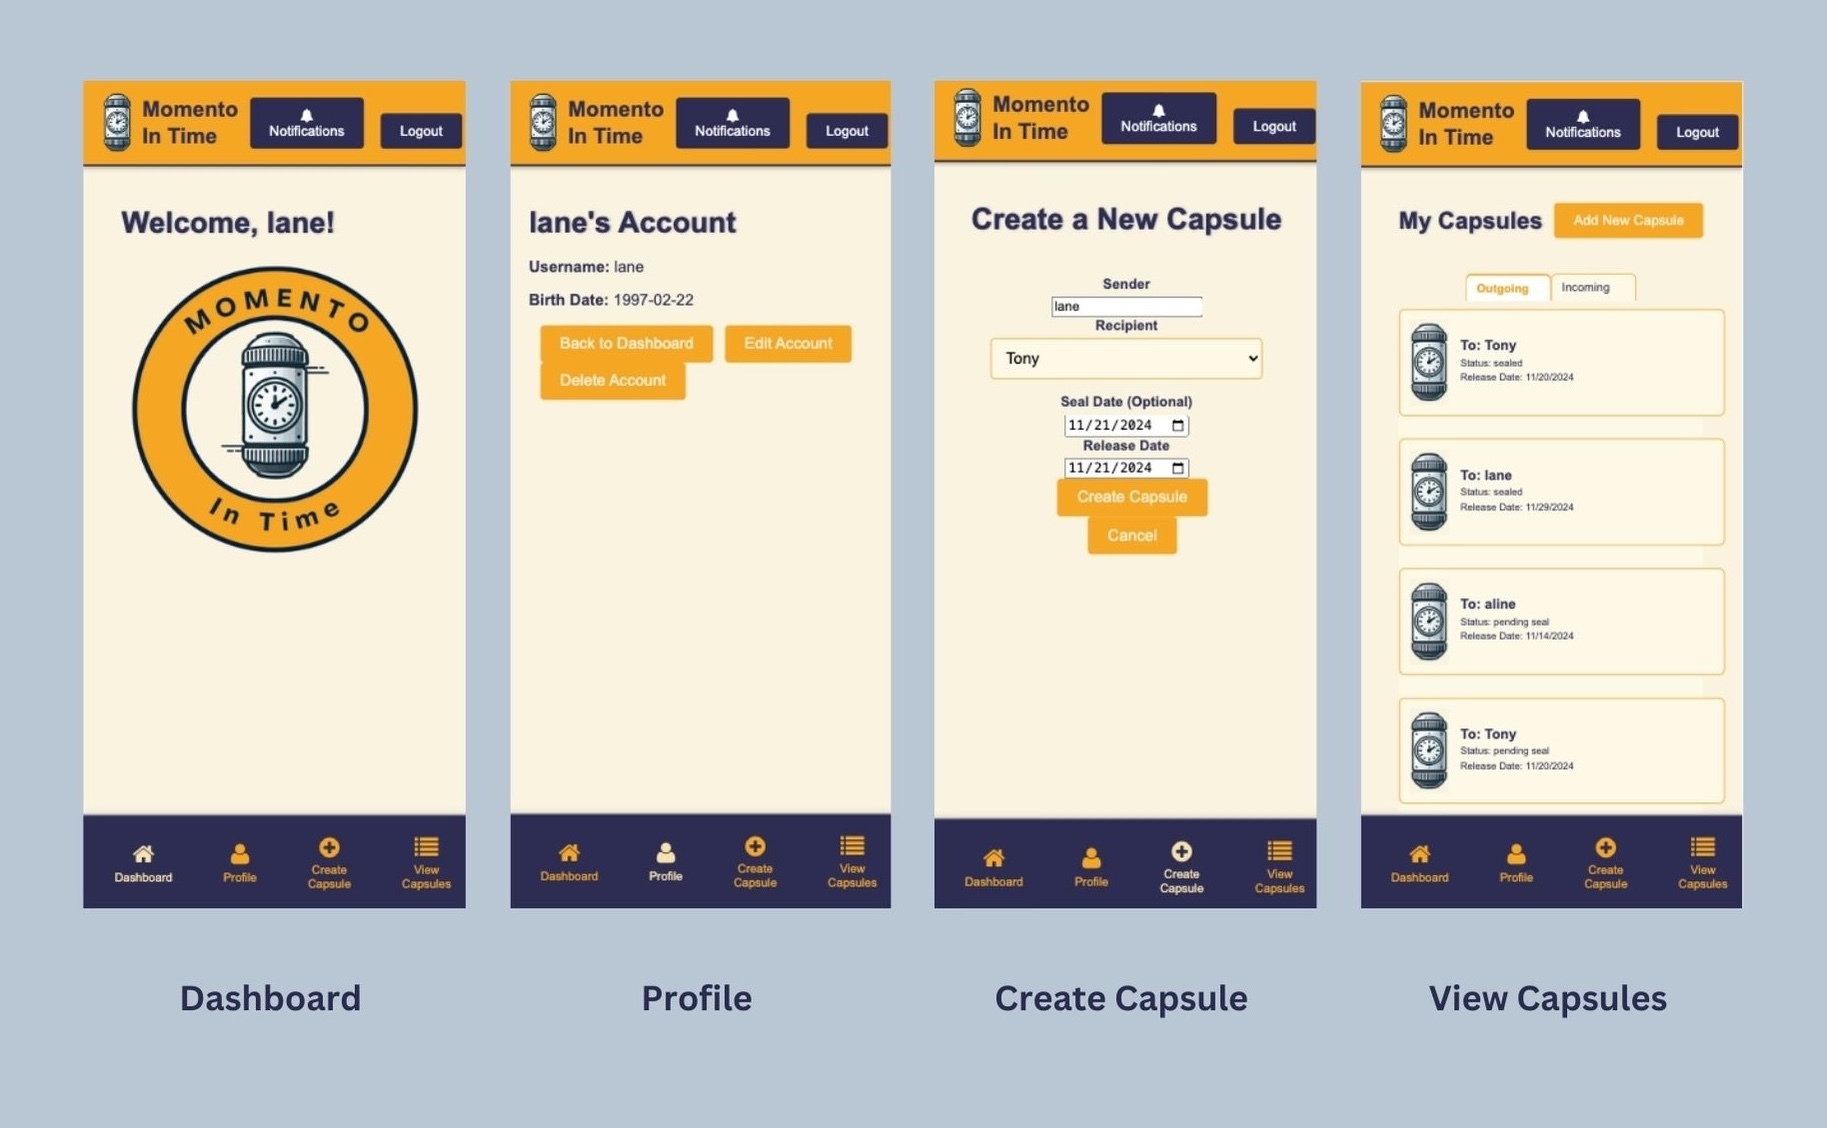 Momento
In Time
Notifications
Logout
Welcome, lane!
MOMENTO
In Time
Dashboard
Profile
Create
Capsule
View
Capsules
Dashboard
Momento
In Time
Notifications
Logout
lane's Account
Username: lane
Birth Date: 1997-02-22
Back to Dashboard
Edit Account
Delete Account
Dashboard
Profile
Create
Capsule
View
Capsules
Profile
Momento
In Time
Notifications
Logout
Create a New Capsule
Sender
lane
Recipient
Tony
Seal Date (Optional)
11/21/2024
Release Date
11/21/2024
Create Capsule
Cancel
Dashboard
Profile
Create
Capsule
View
Capsules
Create Capsule
Momento
In Time
Notifications
Logout
My Capsules
Add New Capsule
Outgoing
Incoming
To: Tony
Status: sealed
Release Date: 11/20/2024
To: lane
Status: sealed
Release Date: 11/29/2024
To: aline
Status: pending seal
Release Date: 11/14/2024
To: Tony
Status: pending seal
Release Date: 11/20/2024
Dashboard
Profile
Create
Capsule
View
Capsules
View Capsules